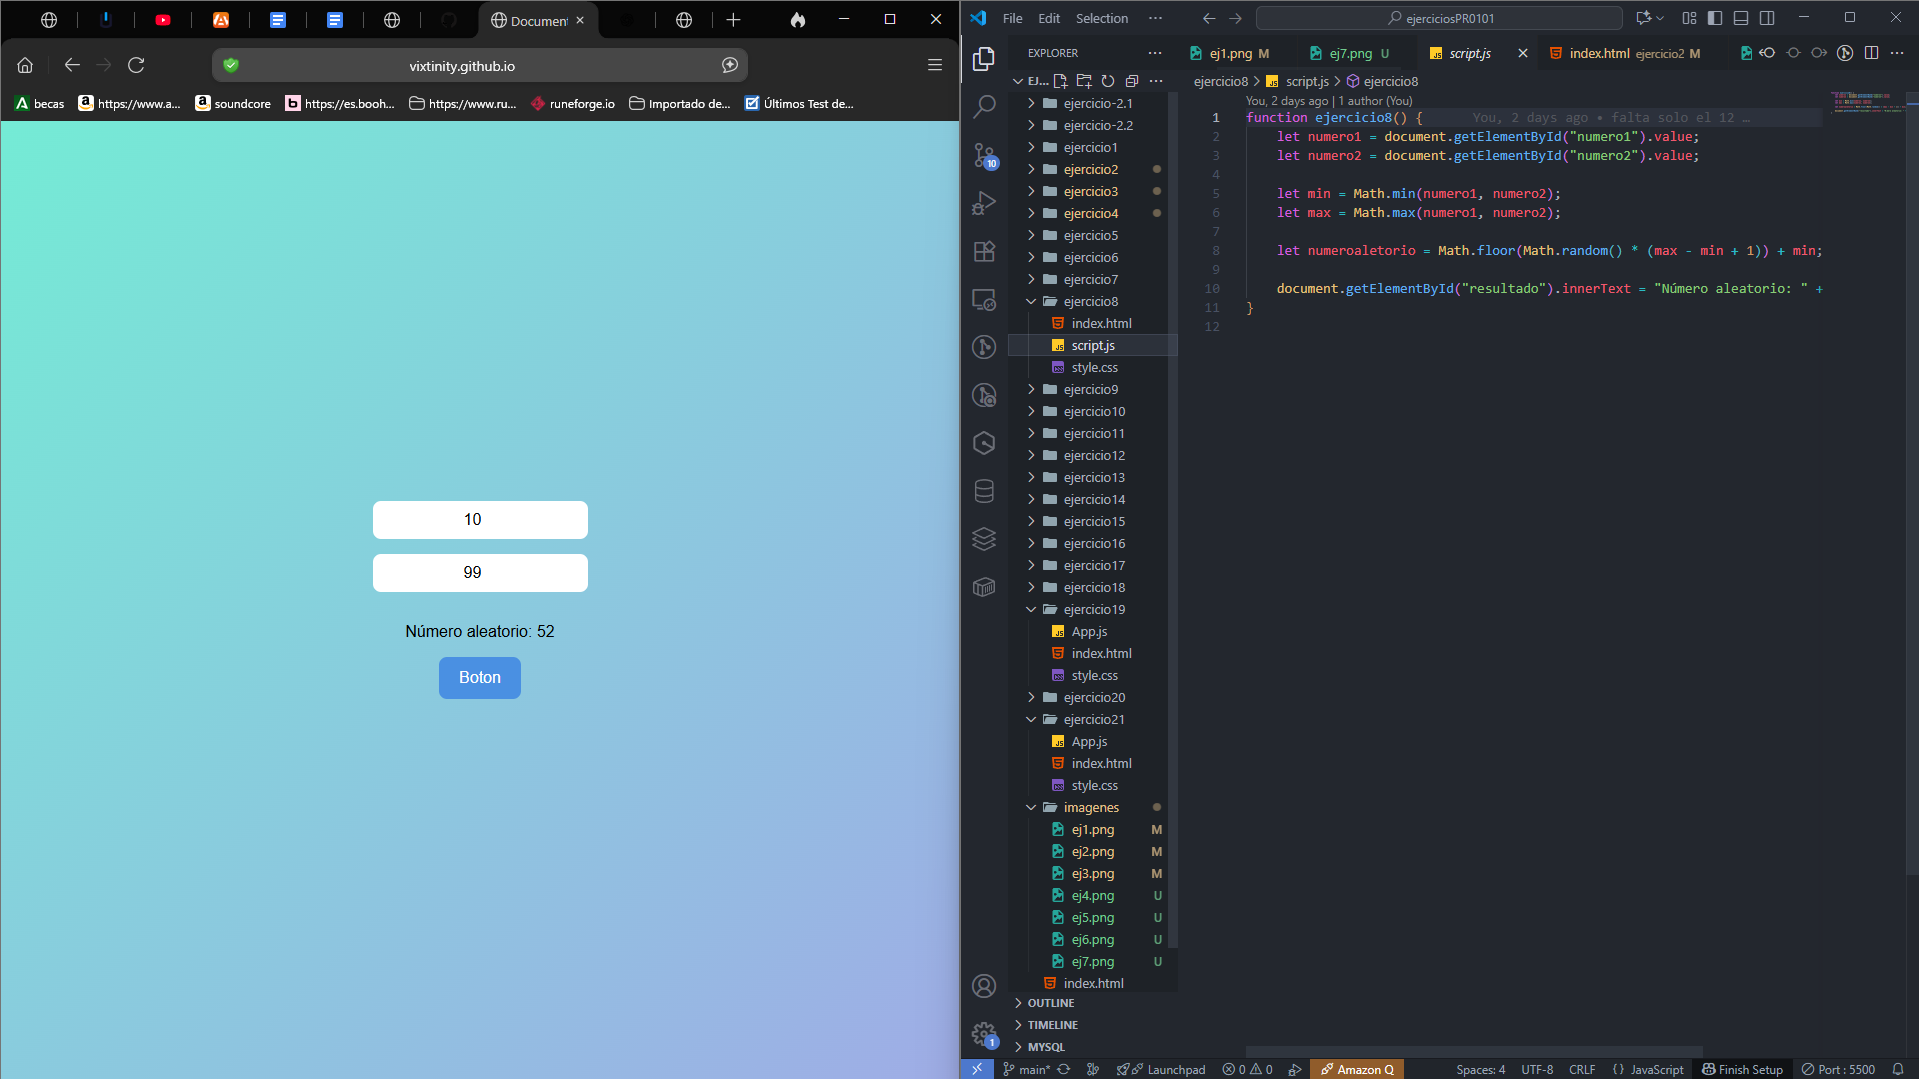 Document
File Edit Selection ···
ejerciciosPR0101
vixtinity.github.io
becas
https://www.a...
soundcore
https://es.booh...
https://www.ru...
runeforge.io
Importado de...
Últimos Test de...
10
99
Número aleatorio: 52
Boton
10
1
EXPLORER ···
EJ...
ejercicio-2.1
ejercicio-2.2
ejercicio1
ejercicio2
ejercicio3
ejercicio4
ejercicio5
ejercicio6
ejercicio7
ejercicio8
index.html
script.js
style.css
ejercicio9
ejercicio10
ejercicio11
ejercicio12
ejercicio13
ejercicio14
ejercicio15
ejercicio16
ejercicio17
ejercicio18
ejercicio19
App.js
index.html
style.css
ejercicio20
ejercicio21
App.js
index.html
style.css
imagenes
ej1.png M
ej2.png M
ej3.png M
ej4.png U
ej5.png U
ej6.png U
ej7.png U
index.html
OUTLINE
TIMELINE
MYSQL
ej1.png M
ej7.png U
script.js
index.html ejercicio2 M
ejercicio8 > script.js > ejercicio8
You, 2 days ago | 1 author (You)
1 function ejercicio8() { You, 2 days ago • falta solo el 12 …
2 let numero1 = document.getElementById("numero1").value;
3 let numero2 = document.getElementById("numero2").value;
4
5 let min = Math.min(numero1, numero2);
6 let max = Math.max(numero1, numero2);
7
8 let numeroaletorio = Math.floor(Math.random() * (max - min + 1)) + min;
9
10 document.getElementById("resultado").innerText = "Número aleatorio: " +
11 }
12
main*
Launchpad
0 0
Amazon Q
Spaces: 4
UTF-8
CRLF
{} JavaScript
Finish Setup
Port : 5500